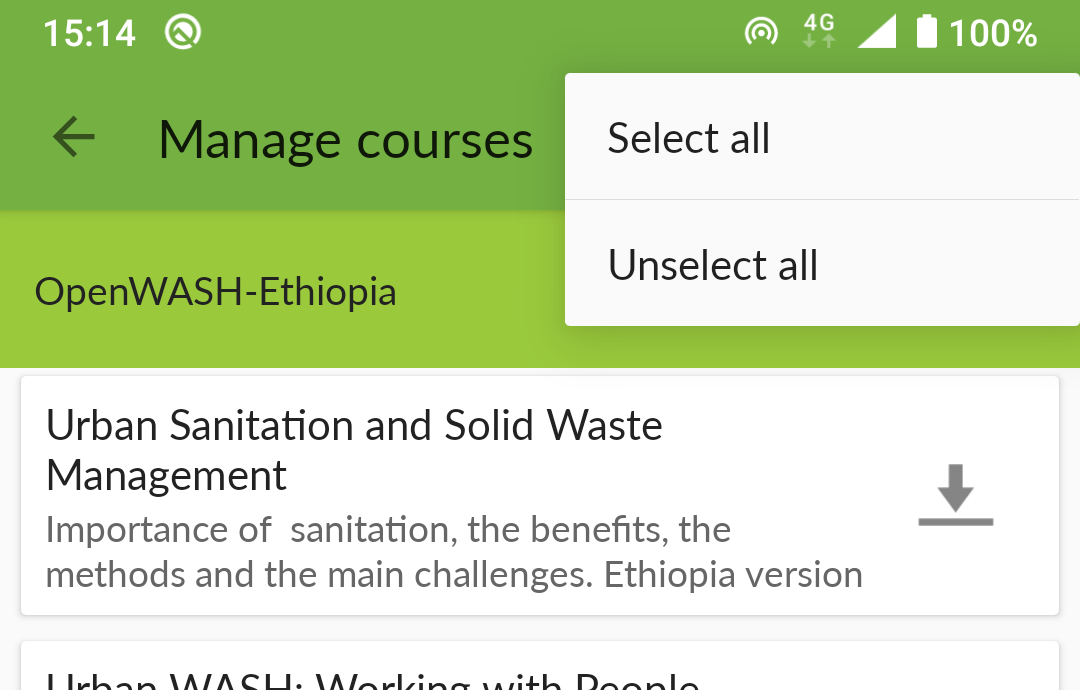 15:14
4G
100%
Manage courses
Select all
Unselect all
OpenWASH-Ethiopia
Urban Sanitation and Solid Waste
Management
Importance of  sanitation, the benefits, the
methods and the main challenges. Ethiopia version
Urban WASH: Working with People